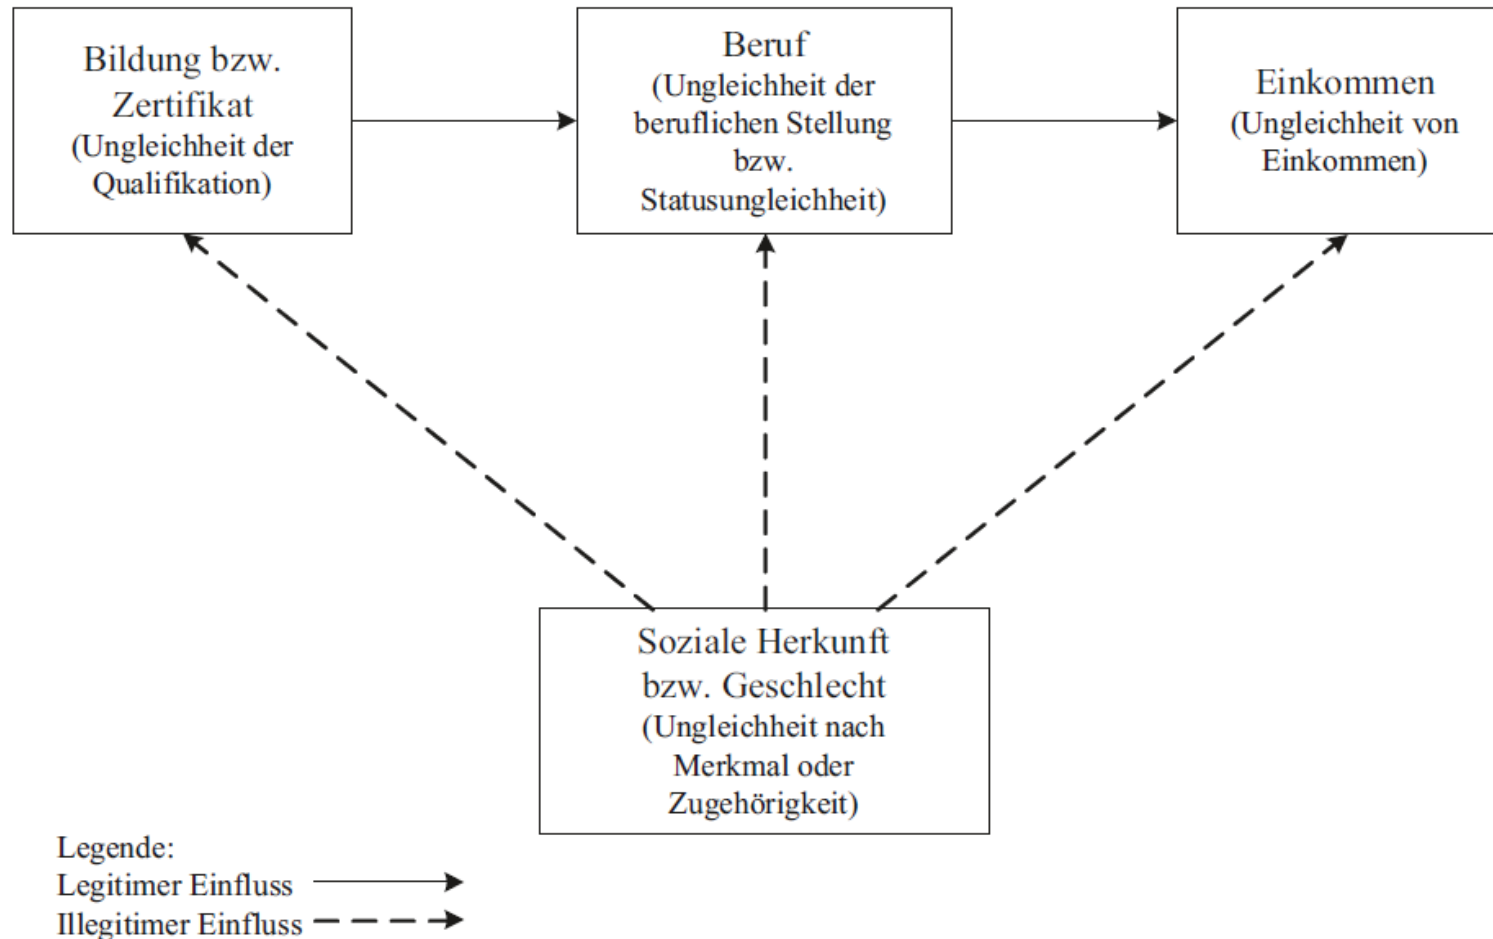 Bildung bzw.
Zertifikat
(Ungleichheit der
Qualifikation)
Beruf
(Ungleichheit der
beruflichen Stellung
bzw.
Statusungleichheit)
Einkommen
(Ungleichheit von
Einkommen)
Soziale Herkunft
bzw. Geschlecht
(Ungleichheit nach
Merkmal oder
Zugehörigkeit)
Legende:
Legitimer Einfluss
Illegitimer Einfluss